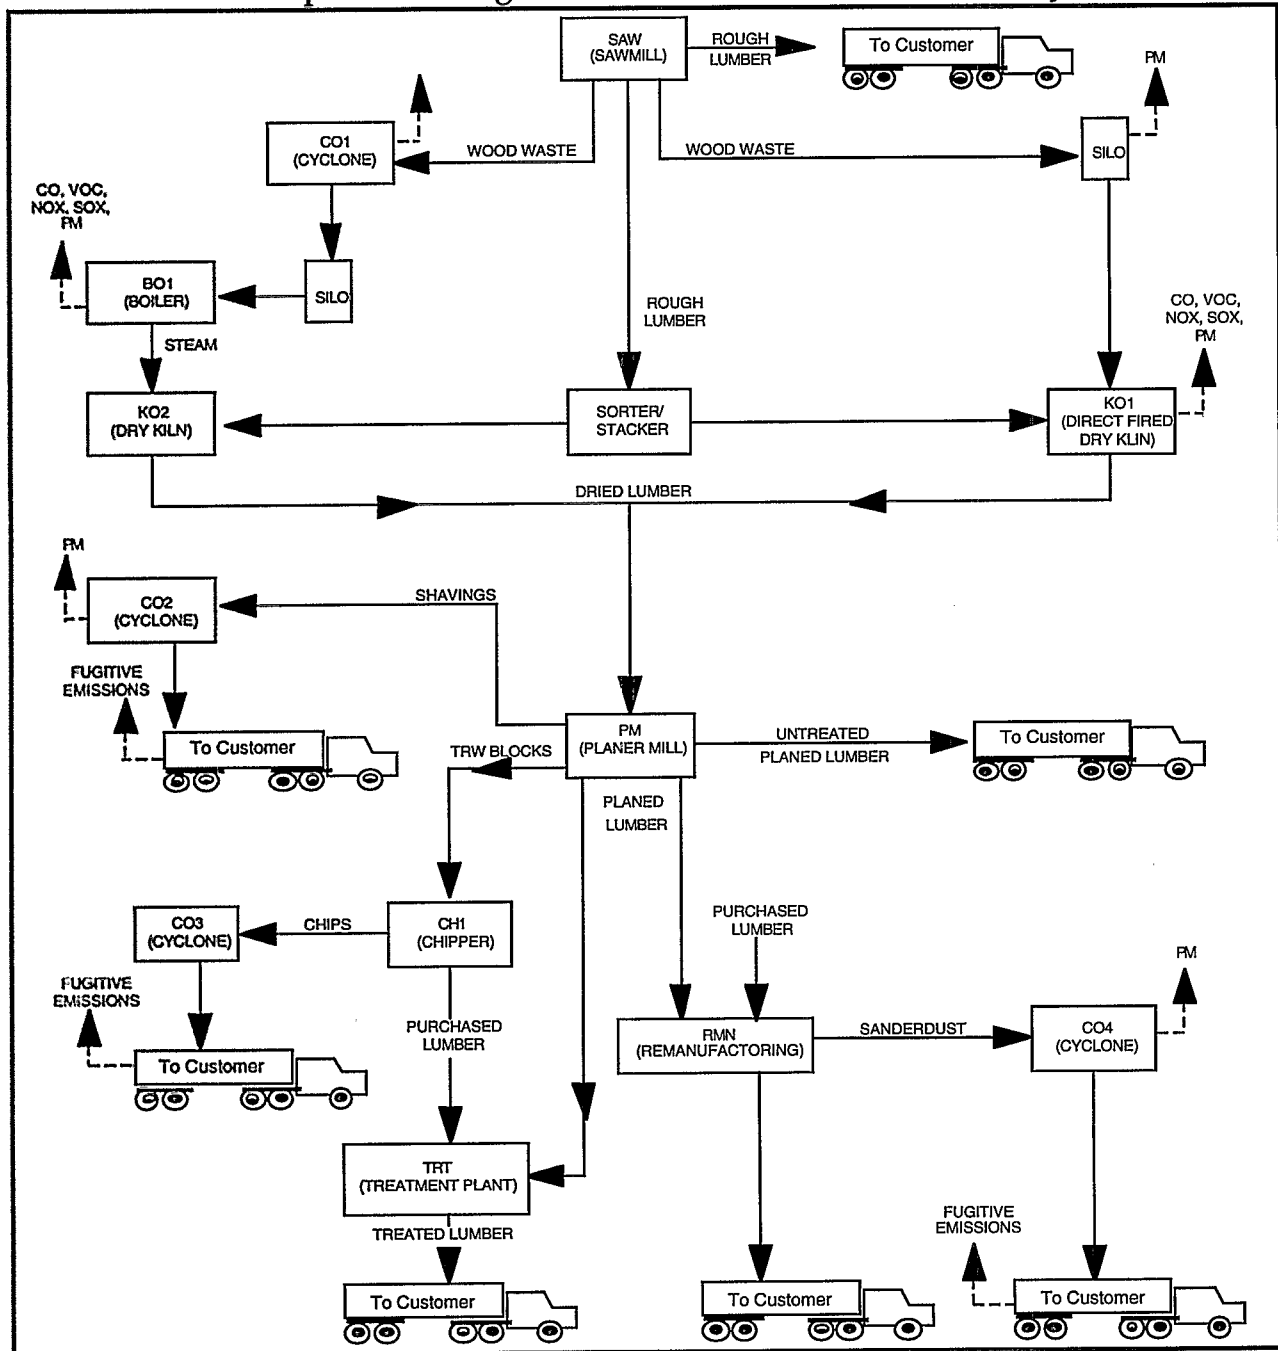 SAW
(SAWMILL)
ROUGH
LUMBER
To Customer
PM
CO1
(CYCLONE)
WOOD WASTE
WOOD WASTE
SILO
CO, VOC,
NOX, SOX,
PM
BO1
(BOILER)
SILO
ROUGH
LUMBER
CO, VOC,
NOX, SOX,
PM
STEAM
KO2
(DRY KILN)
SORTER/
STACKER
KO1
(DIRECT FIRED
DRY KLIN)
DRIED LUMBER
PM
CO2
(CYCLONE)
SHAVINGS
FUGITIVE
EMISSIONS
To Customer
PM
(PLANER MILL)
UNTREATED
PLANED LUMBER
To Customer
TRW BLOCKS
PLANED
LUMBER
CO3
(CYCLONE)
CHIPS
CH1
(CHIPPER)
PURCHASED
LUMBER
PM
FUGITIVE
EMISSIONS
To Customer
PURCHASED
LUMBER
RMN
(REMANUFACTORING)
SANDERDUST
CO4
(CYCLONE)
TRT
(TREATMENT PLANT)
TREATED LUMBER
FUGITIVE
EMISSIONS
To Customer
To Customer
To Customer